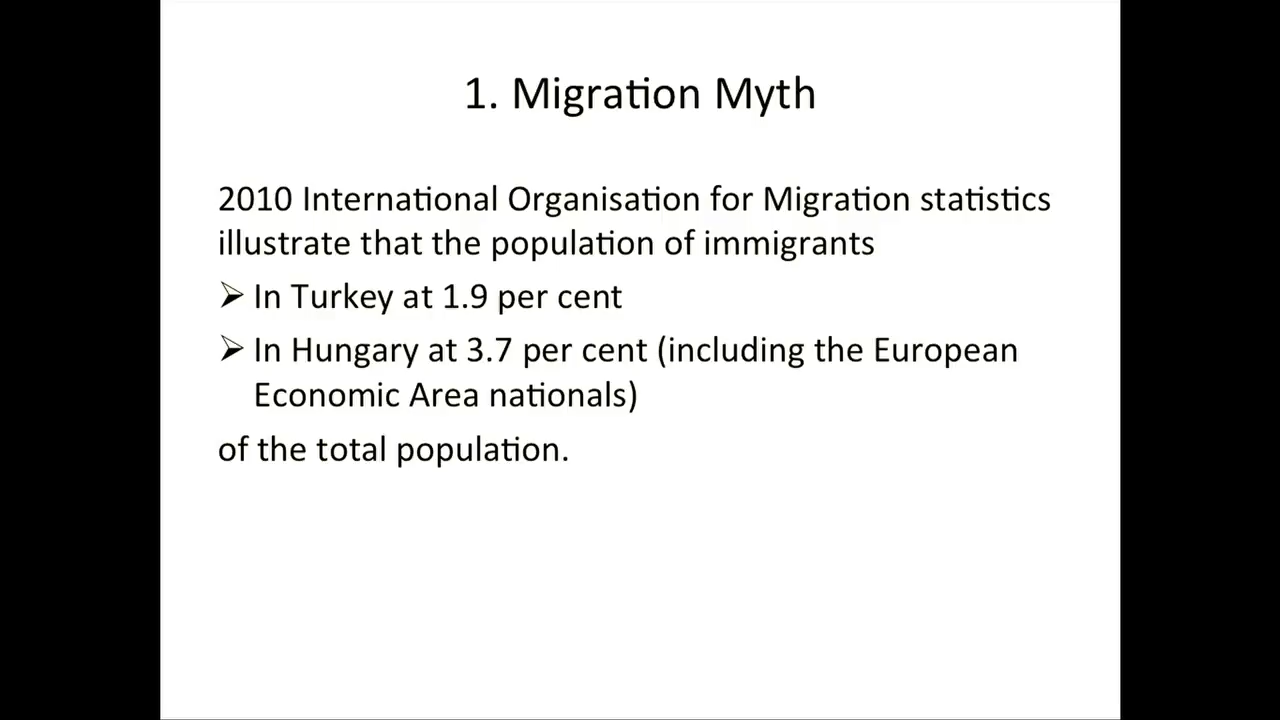 1. Migration Myth
2010 International Organisation for Migration statistics
illustrate that the population of immigrants
➢ In Turkey at 1.9 per cent
➢ In Hungary at 3.7 per cent (including the European
Economic Area nationals)
of the total population.